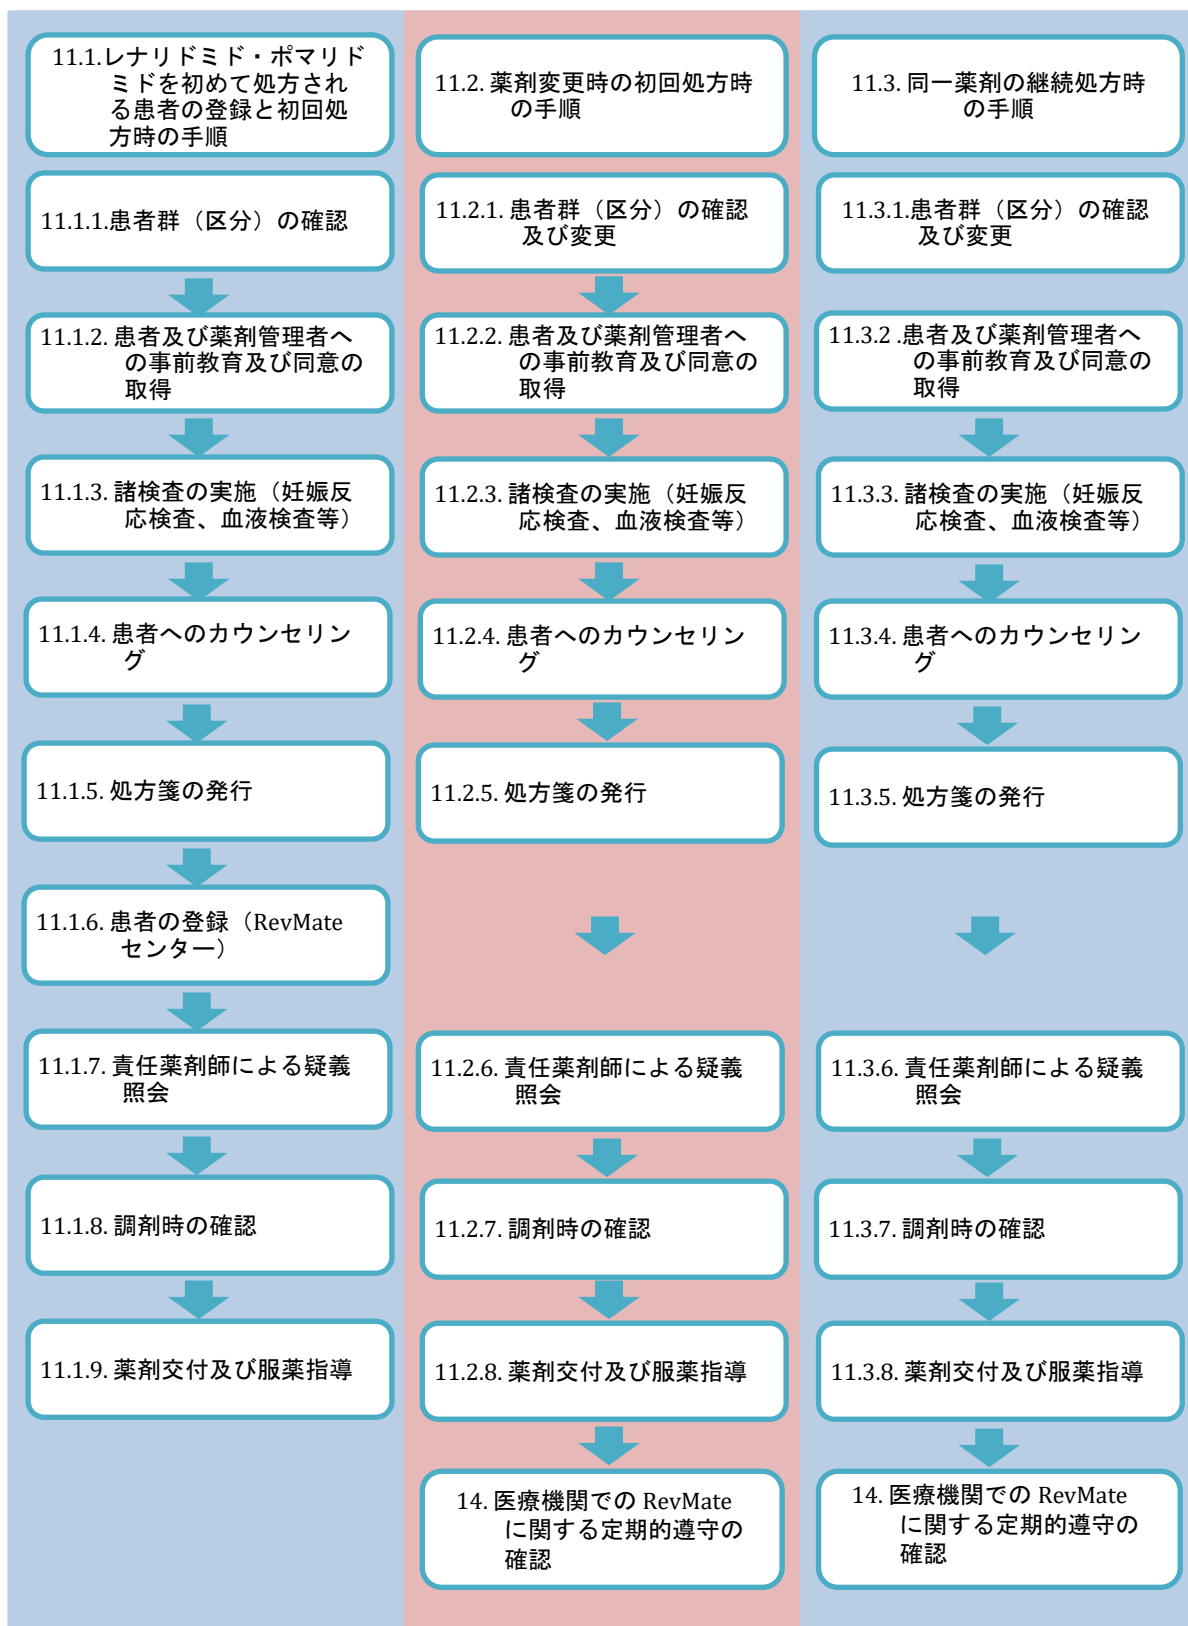 11.1.レナリドミド・ポマリド
ミドを初めて処方され
る患者の登録と初回処
方時の手順
11.1.1.患者群（区分）の確認
11.1.2. 患者及び薬剤管理者へ
の事前教育及び同意の
取得
11.1.3. 諸検査の実施（妊娠反
応検査、血液検査等）
11.1.4. 患者へのカウンセリン
グ
11.1.5. 処方箋の発行
11.1.6. 患者の登録（RevMate
センター）
11.1.7. 責任薬剤師による疑義
照会
11.1.8. 調剤時の確認
11.1.9. 薬剤交付及び服薬指導
11.2. 薬剤変更時の初回処方時
の手順
11.2.1. 患者群（区分）の確認
及び変更
11.2.2. 患者及び薬剤管理者へ
の事前教育及び同意の
取得
11.2.3. 諸検査の実施（妊娠反
応検査、血液検査等）
11.2.4. 患者へのカウンセリン
グ
11.2.5. 処方箋の発行
11.2.6. 責任薬剤師による疑義
照会
11.2.7. 調剤時の確認
11.2.8. 薬剤交付及び服薬指導
14. 医療機関での RevMate
に関する定期的遵守の
確認
11.3. 同一薬剤の継続処方時
の手順
11.3.1.患者群（区分）の確認
及び変更
11.3.2 .患者及び薬剤管理者へ
の事前教育及び同意の
取得
11.3.3. 諸検査の実施（妊娠反
応検査、血液検査等）
11.3.4. 患者へのカウンセリン
グ
11.3.5. 処方箋の発行
11.3.6. 責任薬剤師による疑義
照会
11.3.7. 調剤時の確認
11.3.8. 薬剤交付及び服薬指導
14. 医療機関での RevMate
に関する定期的遵守の
確認